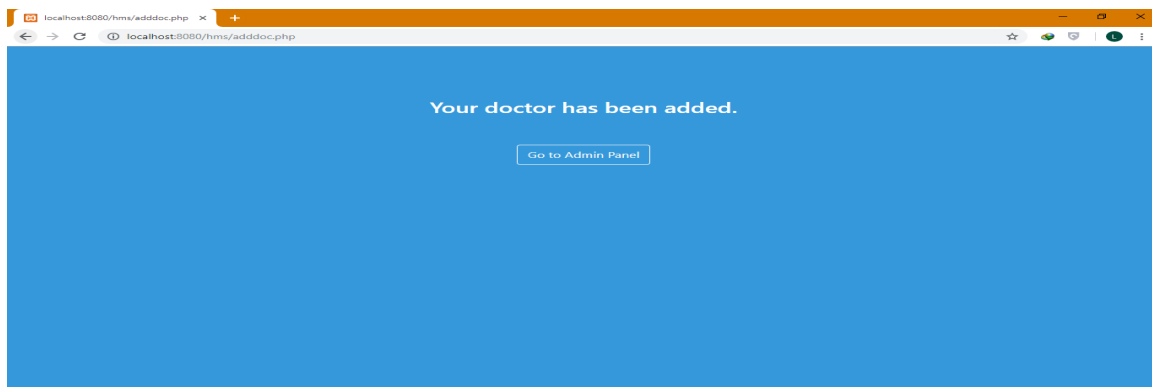 localhost:8080/hms/adddoc.php
localhost:8080/hms/adddoc.php
Your doctor has been added.
Go to Admin Panel
L